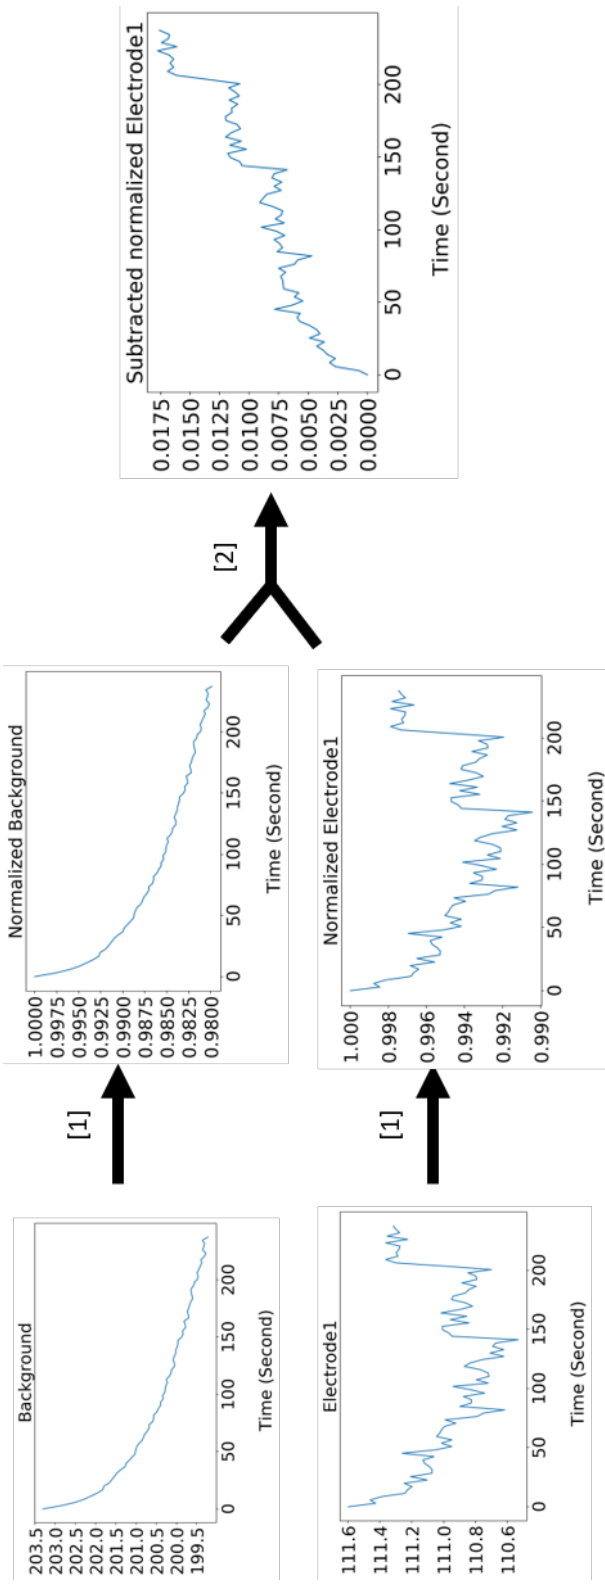 Background
203.5
203.0
202.5
202.0
201.5
201.0
200.5
200.0
199.5
0 50 100 150 200
Time (Second)
[1]
Normalized Background
1.0000
0.9975
0.9950
0.9925
0.9900
0.9875
0.9850
0.9825
0.9800
0 50 100 150 200
Time (Second)
Electrode1
111.6
111.4
111.2
111.0
110.8
110.6
0 50 100 150 200
Time (Second)
[1]
Normalized Electrode1
1.000
0.998
0.996
0.994
0.992
0.990
0 50 100 150 200
Time (Second)
[2]
Subtracted normalized Electrode1
0.0175
0.0150
0.0125
0.0100
0.0075
0.0050
0.0025
0.0000
0 50 100 150 200
Time (Second)